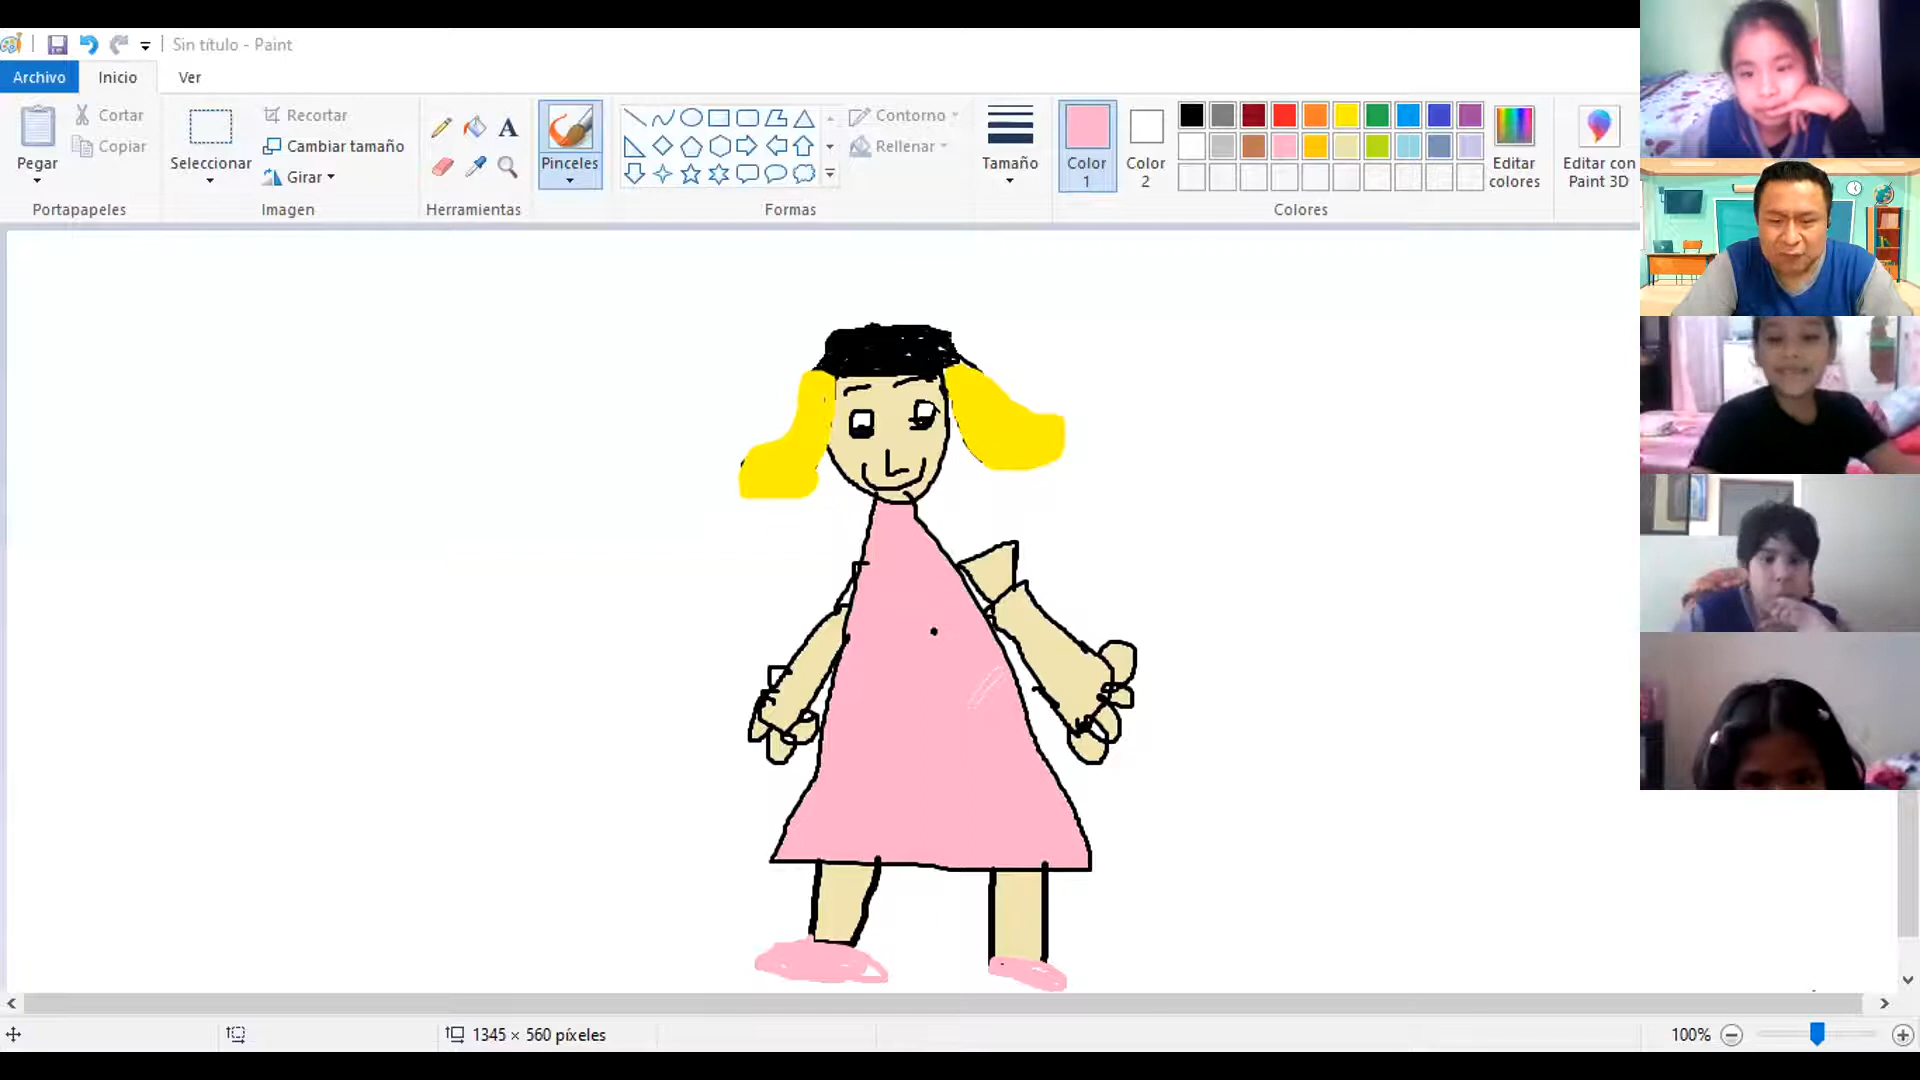 Sin título - Paint
Archivo
Inicio
Ver
Pegar
Cortar
Copiar
Portapapeles
Seleccionar
Recortar
Cambiar tamaño
Girar
Imagen
A
Herramientas
Pinceles
Contorno
Rellenar
Formas
Tamaño
Color
1
Color
2
Editar
colores
Colores
Editar con
Paint 3D
1345 × 560 píxeles
100%